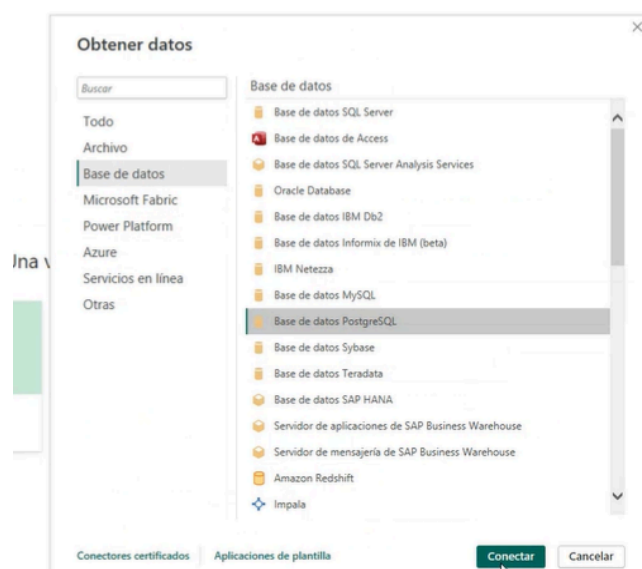 Obtener datos
Buscar
Todo
Archivo
Base de datos
Microsoft Fabric
Power Platform
Azure
Servicios en línea
Otras
Base de datos
Base de datos SQL Server
Base de datos de Access
Base de datos SQL Server Analysis Services
Oracle Database
Base de datos IBM Db2
Base de datos Informix de IBM (beta)
IBM Netezza
Base de datos MySQL
Base de datos PostgreSQL
Base de datos Sybase
Base de datos Teradata
Base de datos SAP HANA
Servidor de aplicaciones de SAP Business Warehouse
Servidor de mensajería de SAP Business Warehouse
Amazon Redshift
Impala
Una v
Conectores certificados Aplicaciones de plantilla Conectar Cancelar